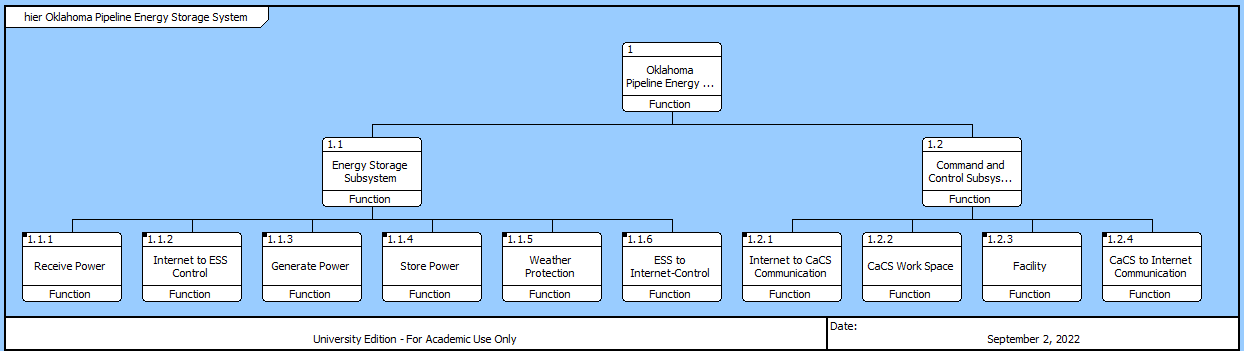 hier Oklahoma Pipeline Energy Storage System
1
Oklahoma
Pipeline Energy ...
Function
1.1
Energy Storage
Subsystem
Function
1.2
Command and
Control Subsys...
Function
1.1.1
Receive Power
Function
1.1.2
Internet to ESS
Control
Function
1.1.3
Generate Power
Function
1.1.4
Store Power
Function
1.1.5
Weather
Protection
Function
1.1.6
ESS to
Internet-Control
Function
1.2.1
Internet to CaCS
Communication
Function
1.2.2
CaCS Work Space
Function
1.2.3
Facility
Function
1.2.4
CaCS to Internet
Communication
Function
University Edition - For Academic Use Only
Date:
September 2, 2022